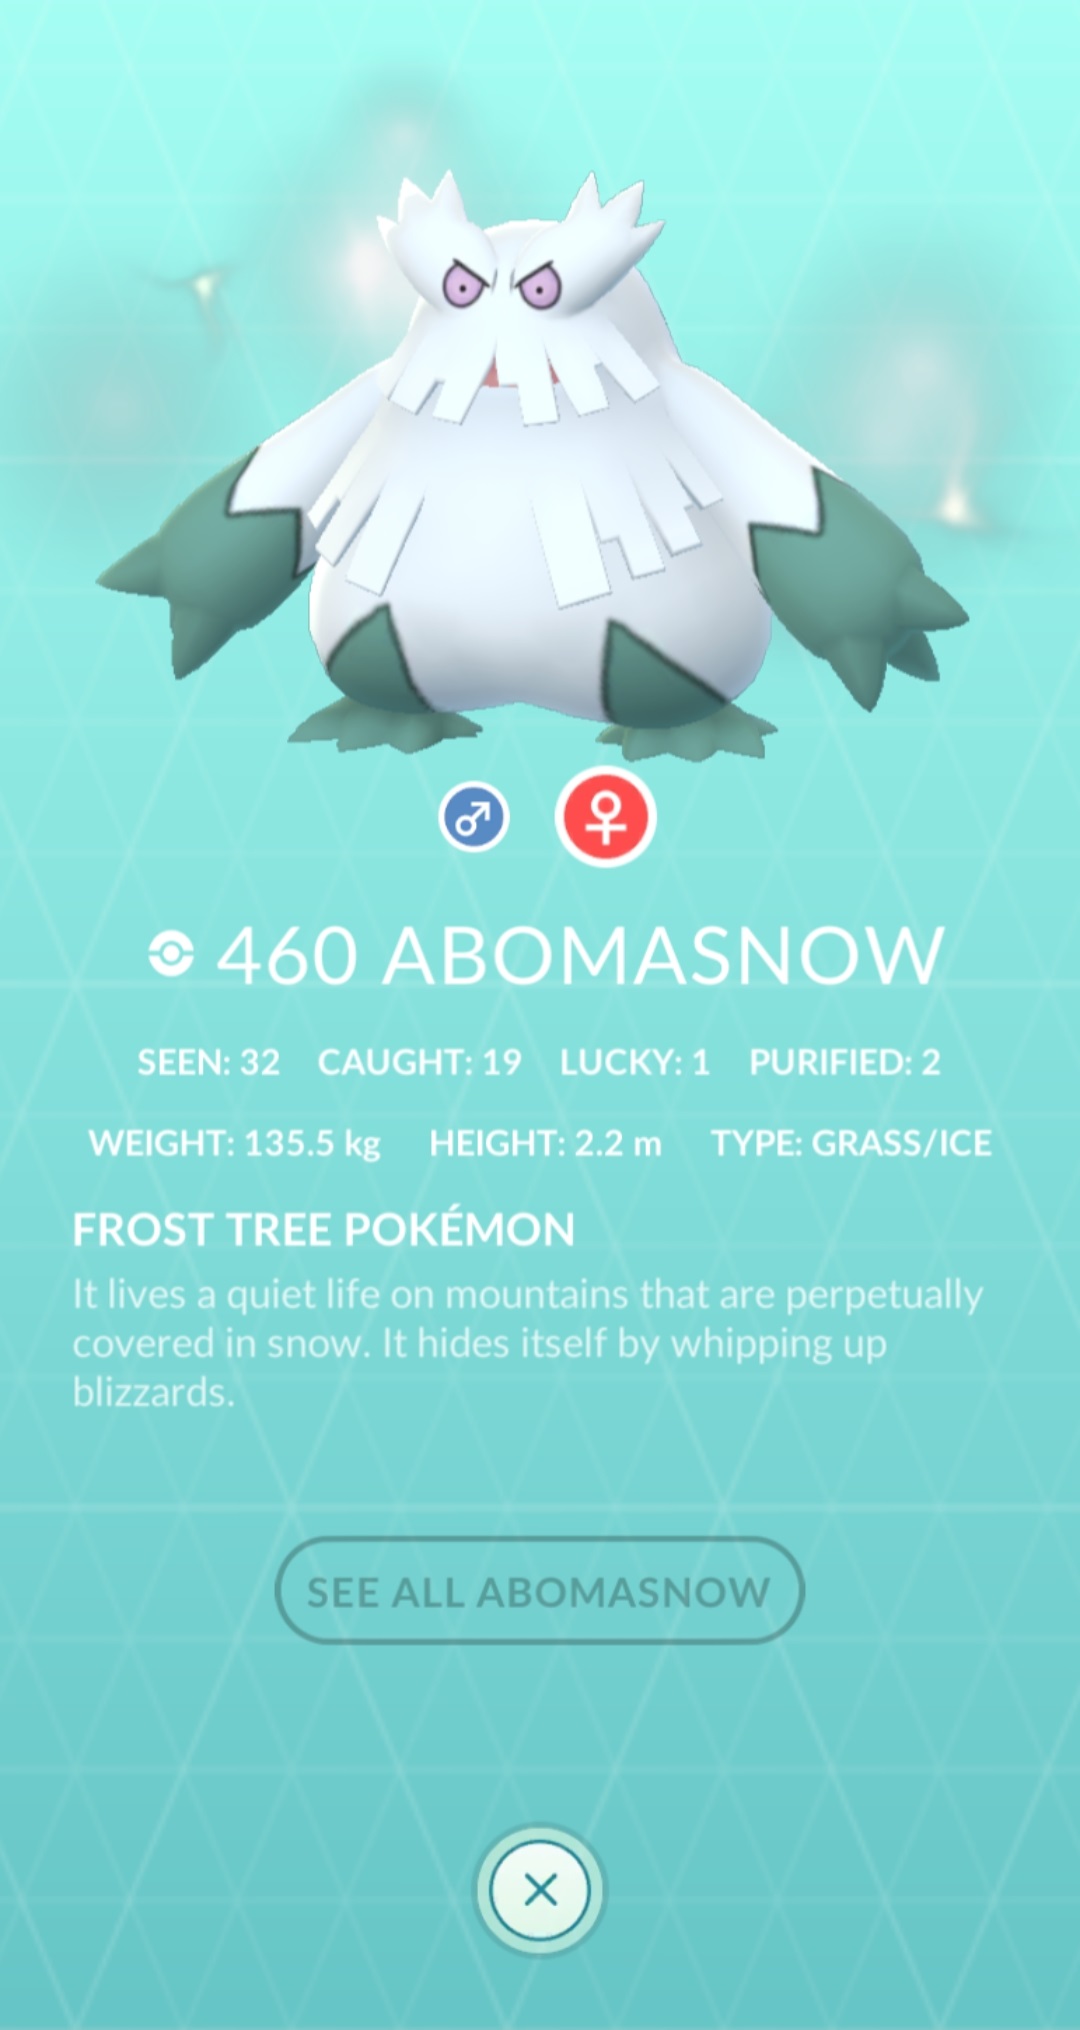 460 ABOMASNOW
SEEN: 32 CAUGHT: 19 LUCKY: 1 PURIFIED: 2
WEIGHT: 135.5 kg HEIGHT: 2.2 m TYPE: GRASS/ICE
FROST TREE POKÉMON
It lives a quiet life on mountains that are perpetually
covered in snow. It hides itself by whipping up
blizzards.
SEE ALL ABOMASNOW